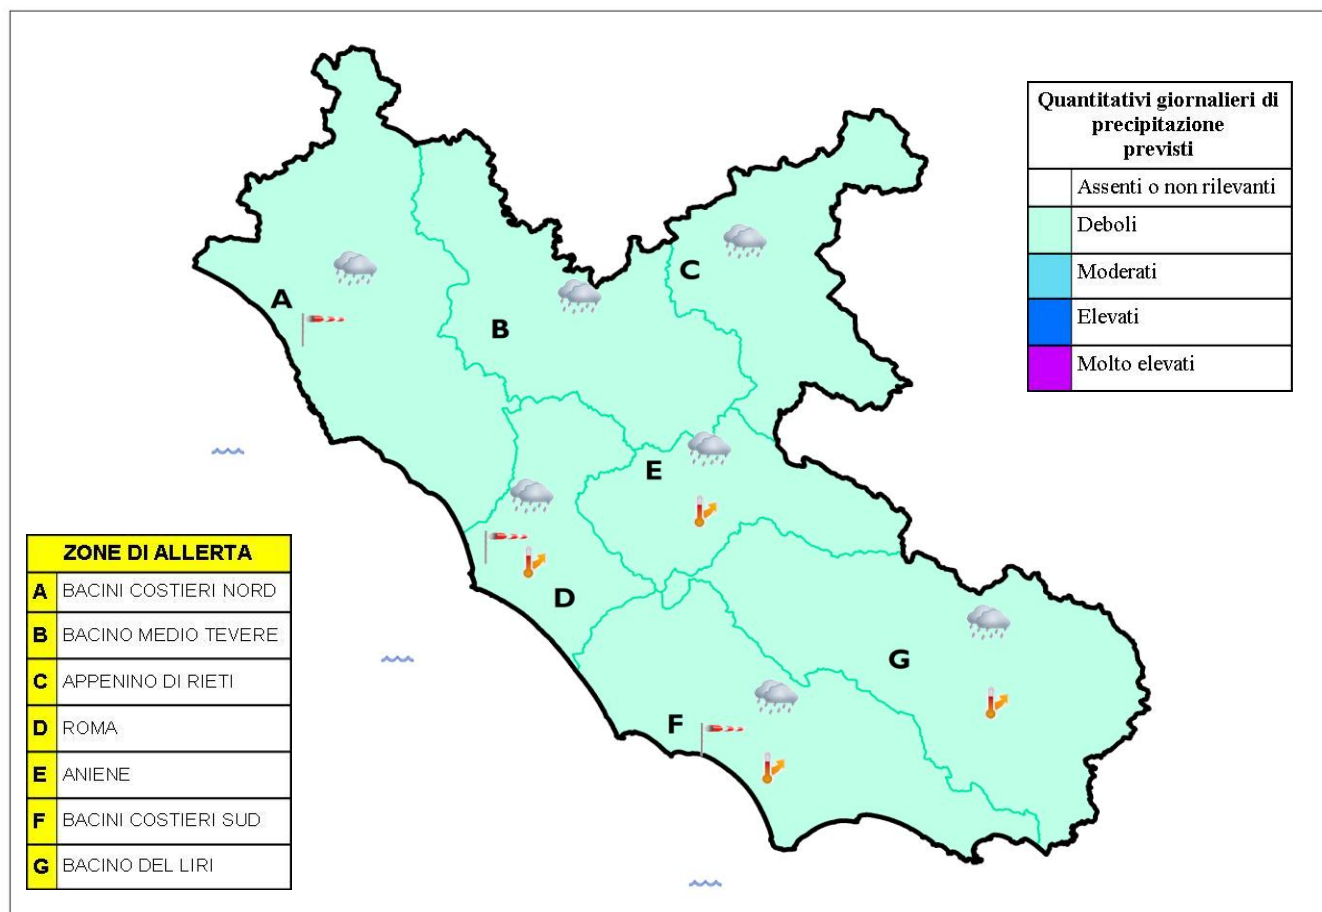 Quantitativi giornalieri di
precipitazione
previsti
Assenti o non rilevanti
Deboli
Moderati
Elevati
Molto elevati
A
B
C
D
E
F
G
ZONE DI ALLERTA
A BACINI COSTIERI NORD
B BACINO MEDIO TEVERE
C APPENINO DI RIETI
D ROMA
E ANIENE
F BACINI COSTIERI SUD
G BACINO DEL LIRI